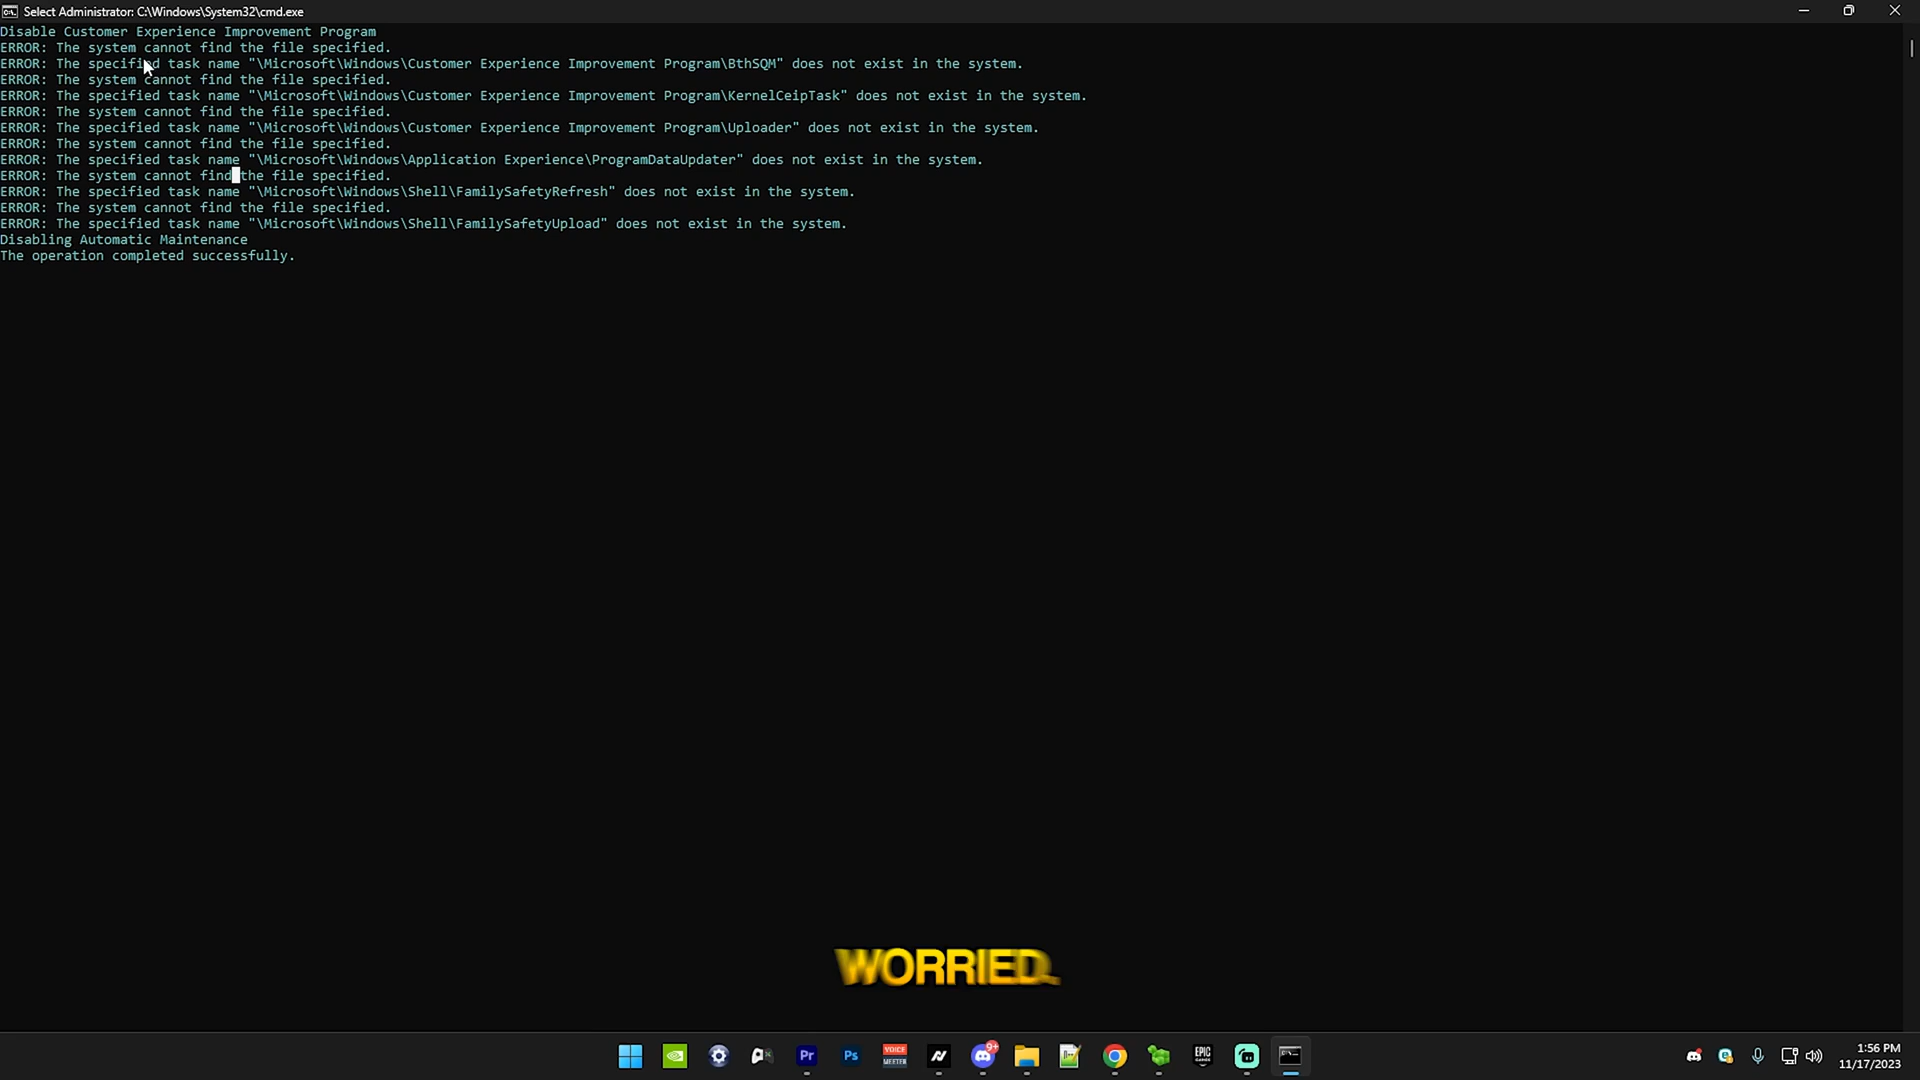 Select Administrator: C:\Windows\System32\cmd.exe
Disable Customer Experience Improvement Program
ERROR: The system cannot find the file specified.
ERROR: The specified task name "\Microsoft\Windows\Customer Experience Improvement Program\BthSQM" does not exist in the system.
ERROR: The system cannot find the file specified.
ERROR: The specified task name "\Microsoft\Windows\Customer Experience Improvement Program\KernelCeipTask" does not exist in the system.
ERROR: The system cannot find the file specified.
ERROR: The specified task name "\Microsoft\Windows\Customer Experience Improvement Program\Uploader" does not exist in the system.
ERROR: The system cannot find the file specified.
ERROR: The specified task name "\Microsoft\Windows\Application Experience\ProgramDataUpdater" does not exist in the system.
ERROR: The system cannot find the file specified.
ERROR: The specified task name "\Microsoft\Windows\Shell\FamilySafetyRefresh" does not exist in the system.
ERROR: The system cannot find the file specified.
ERROR: The specified task name "\Microsoft\Windows\Shell\FamilySafetyUpload" does not exist in the system.
Disabling Automatic Maintenance
The operation completed successfully.
WORRIED.
Pr
Ps
VOICE
MEETER
9+
EPIC
GAMES
1:56 PM
11/17/2023